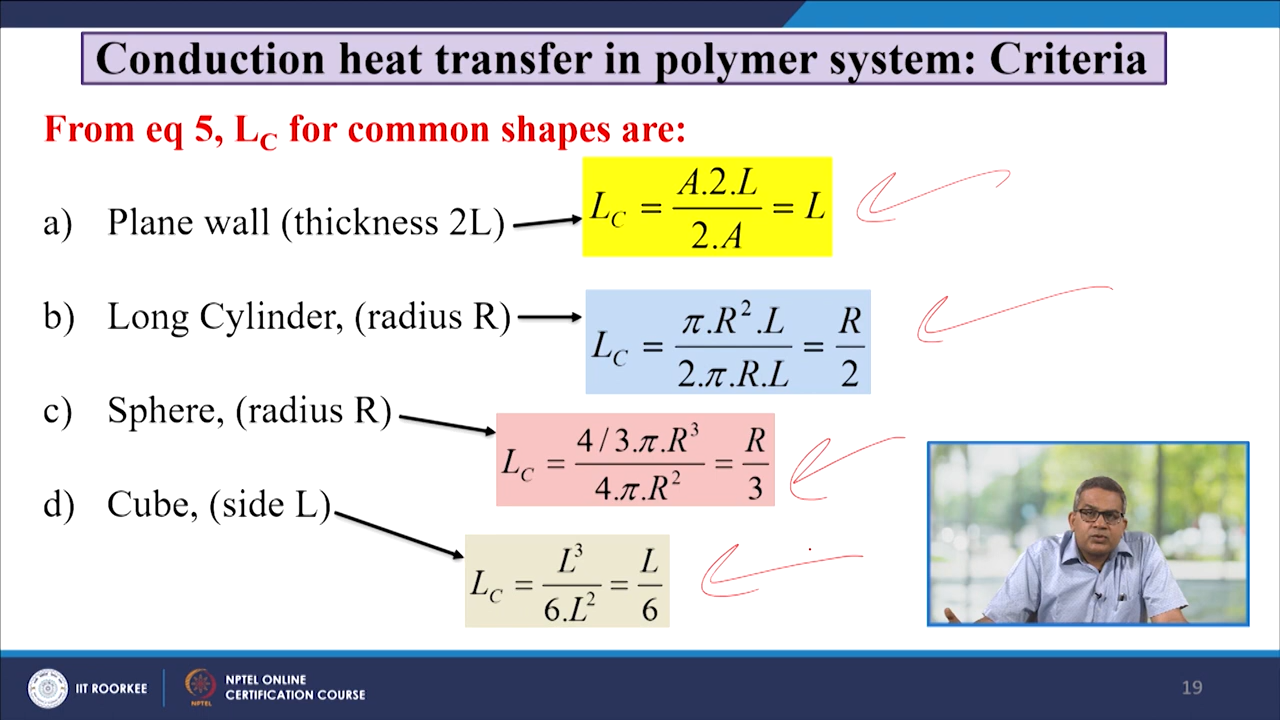 Conduction heat transfer in polymer system: Criteria
From eq 5, L_C for common shapes are:
a) Plane wall (thickness 2L)
L_C = A.2.L / 2.A = L
b) Long Cylinder, (radius R)
L_C = π.R².L / 2.π.R.L = R / 2
c) Sphere, (radius R)
L_C = 4/3.π.R³ / 4.π.R² = R / 3
d) Cube, (side L)
L_C = L³ / 6.L² = L / 6
IIT ROORKEE
NPTEL
NPTEL ONLINE
CERTIFICATION COURSE
19